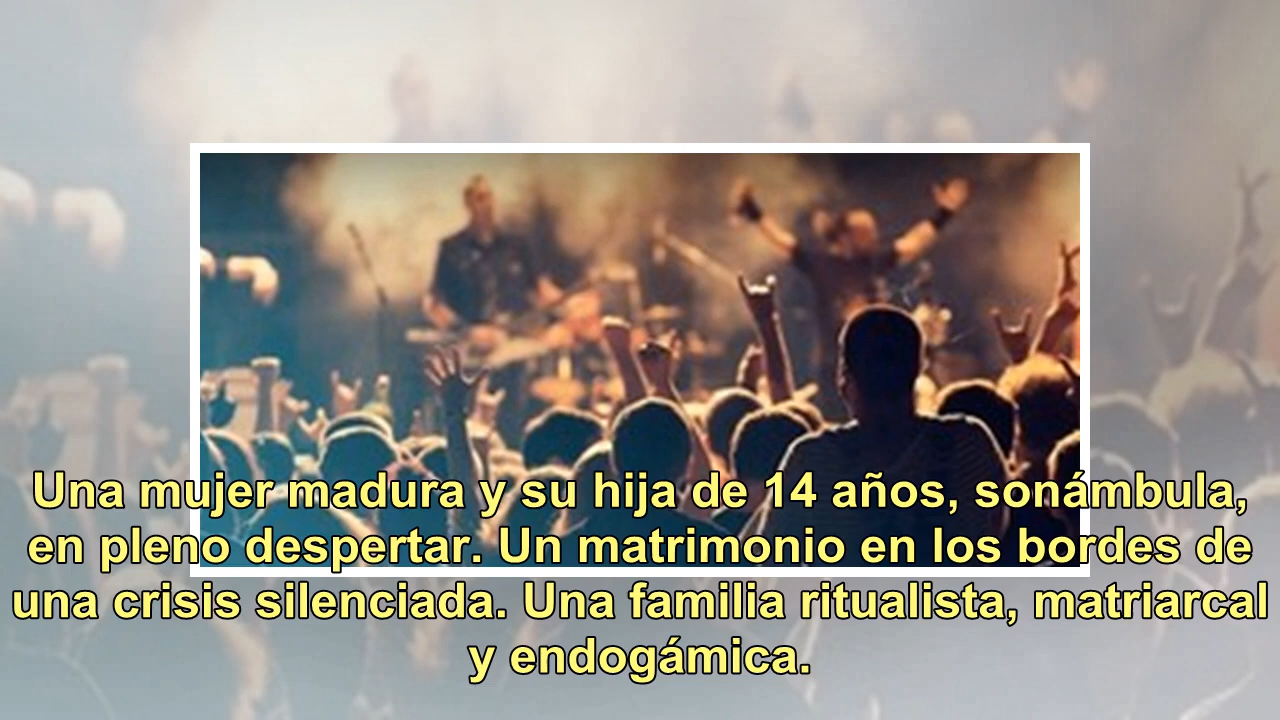 Una mujer madura y su hija de 14 años, sonámbula,
en pleno despertar. Un matrimonio en los bordes de
una crisis silenciada. Una familia ritualista, matriarcal
y endogámica.